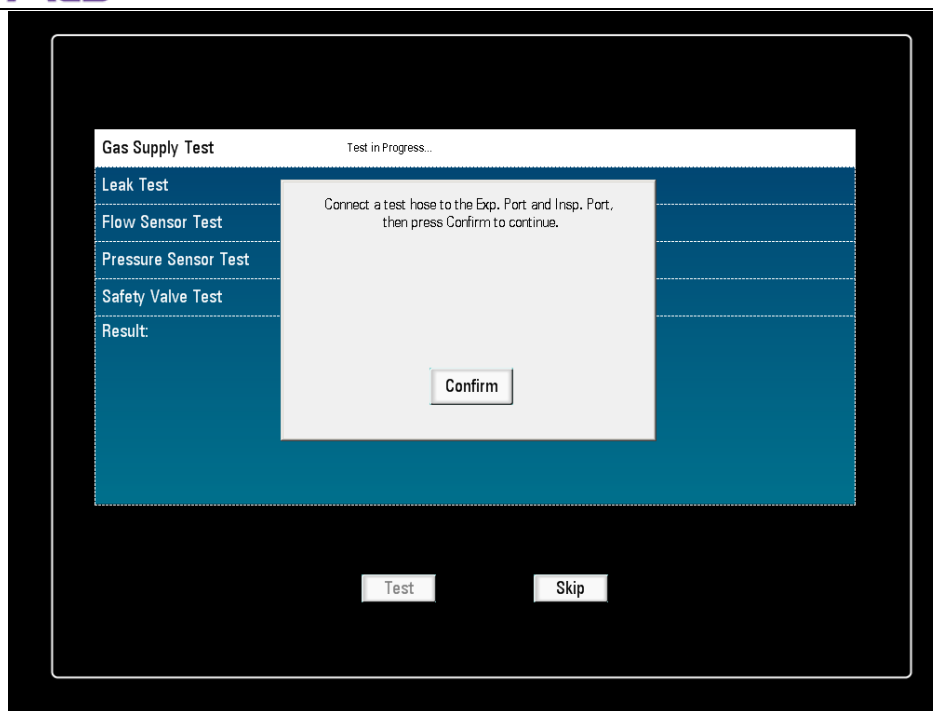 Gas Supply Test Test in Progress...
Leak Test
Connect a test hose to the Exp. Port and Insp. Port,
then press Confirm to continue.
Flow Sensor Test
Pressure Sensor Test
Safety Valve Test
Result:
Confirm
Test Skip